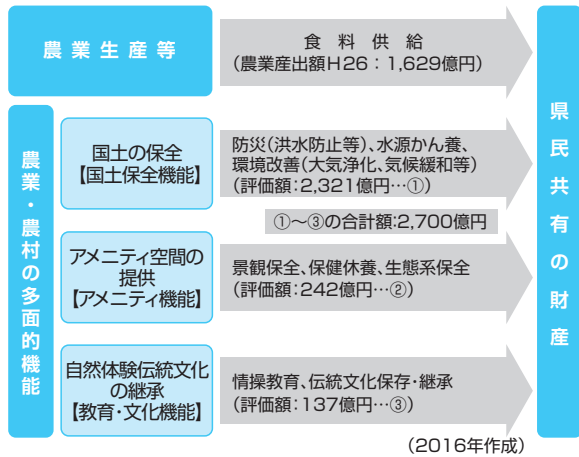 農業生産等
食料供給
（農業産出額H26：1,629億円）
農業・農村の多面的機能
国土の保全
【国土保全機能】
防災（洪水防止等）、水源かん養、
環境改善（大気浄化、気候緩和等）
（評価額：2,321億円…①）
①～③の合計額：2,700億円
アメニティ空間の
提供
【アメニティ機能】
景観保全、保健休養、生態系保全
（評価額：242億円…②）
自然体験伝統文化
の継承
【教育・文化機能】
情操教育、伝統文化保存・継承
（評価額：137億円…③）
県民共有の財産
（2016年作成）